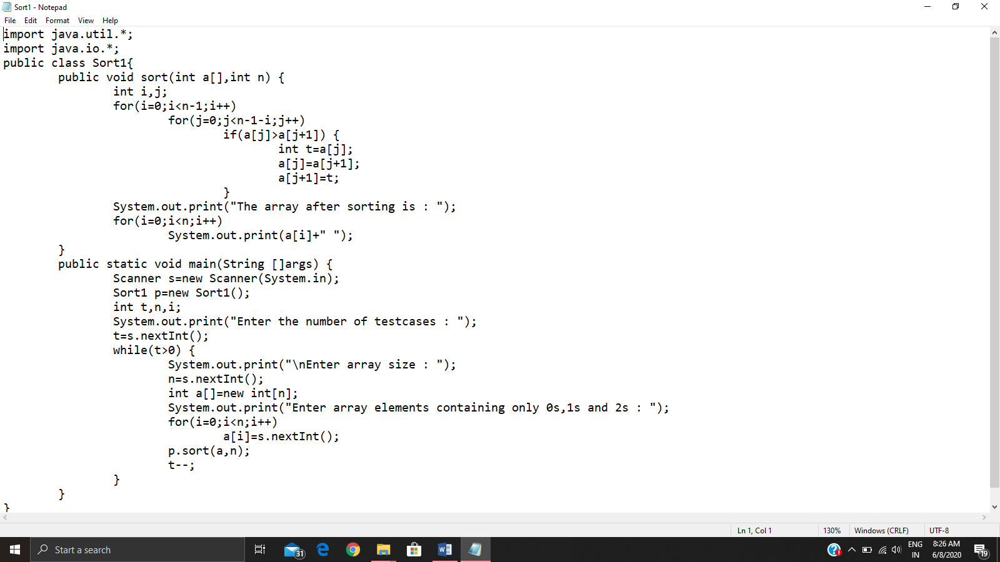 Sort1 - Notepad
File Edit Format View Help
import java.util.*;
import java.io.*;
public class Sort1{
        public void sort(int a[],int n) {
                int i,j;
                for(i=0;i<n-1;i++)
                        for(j=0;j<n-1-i;j++)
                                if(a[j]>a[j+1]) {
                                        int t=a[j];
                                        a[j]=a[j+1];
                                        a[j+1]=t;
                                }
                System.out.print("The array after sorting is : ");
                for(i=0;i<n;i++)
                        System.out.print(a[i]+" ");
        }
        public static void main(String []args) {
                Scanner s=new Scanner(System.in);
                Sort1 p=new Sort1();
                int t,n,i;
                System.out.print("Enter the number of testcases : ");
                t=s.nextInt();
                while(t>0) {
                        System.out.print("\nEnter array size : ");
                        n=s.nextInt();
                        int a[]=new int[n];
                        System.out.print("Enter array elements containing only 0s,1s and 2s : ");
                        for(i=0;i<n;i++)
                                a[i]=s.nextInt();
                        p.sort(a,n);
                        t--;
                }
        }
}
Ln 1, Col 1 130% Windows (CRLF) UTF-8
Start a search
31
W
ENG
IN
8:26 AM
6/8/2020
19